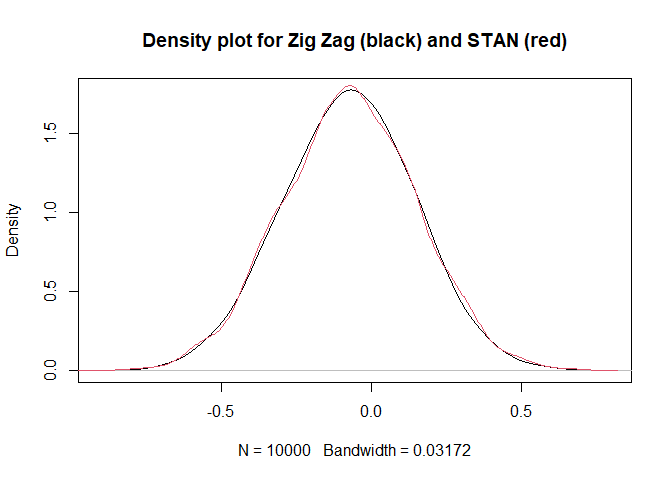 Density plot for Zig Zag (black) and STAN (red)
1.5
1.0
0.5
0.0
Density
-0.5 0.0 0.5
N = 10000 Bandwidth = 0.03172